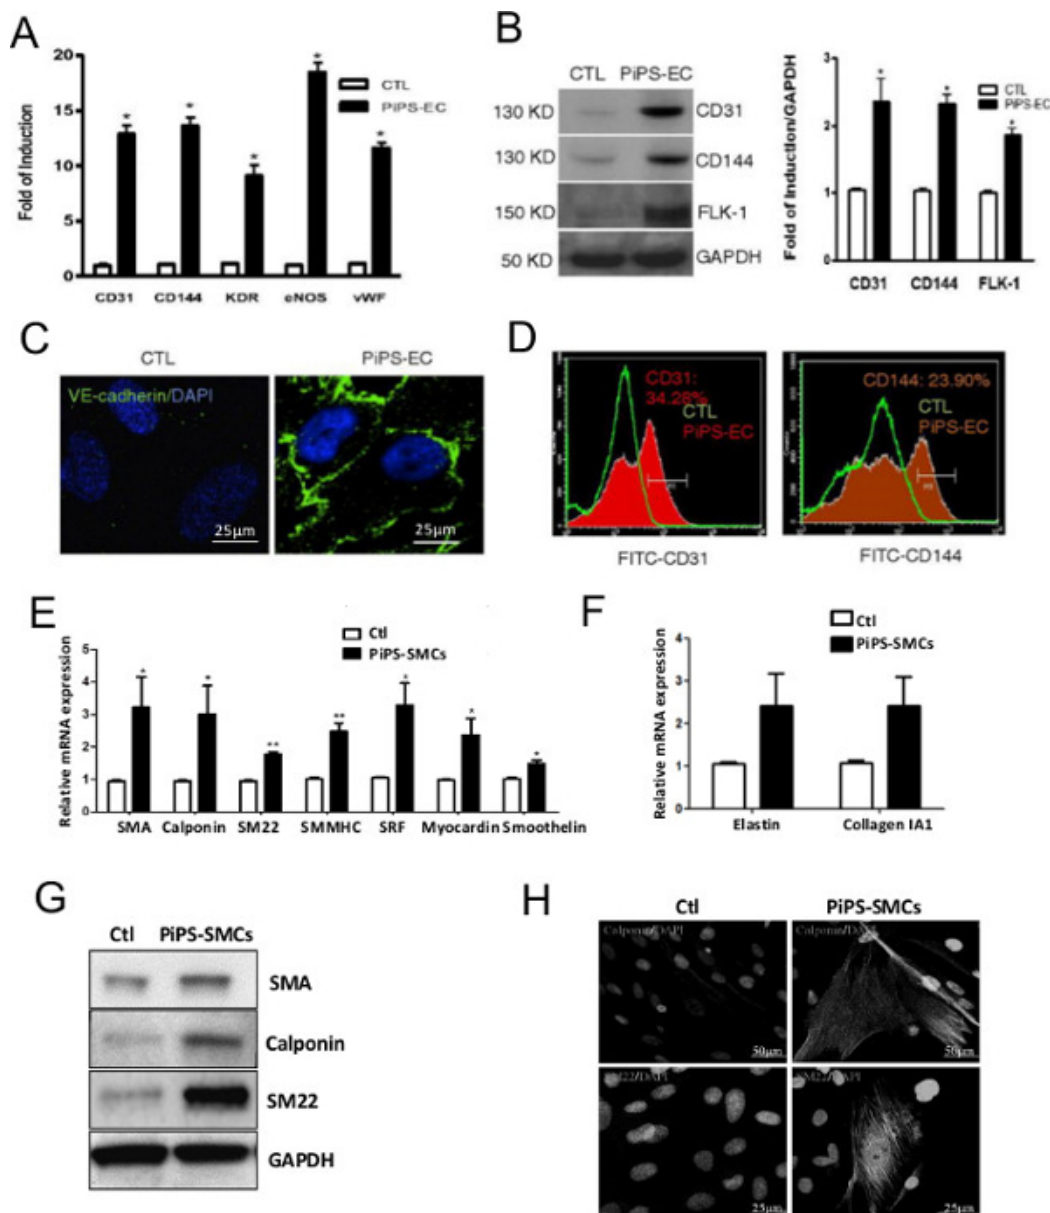 A
Fold of Induction
20
15
10
5
0
CTL
PiPS-EC
*
*
*
*
*
CD31
CD144
KDR
eNOS
vWF
B
CTL
PiPS-EC
130 KD
CD31
130 KD
CD144
150 KD
FLK-1
50 KD
GAPDH
Fold of Induction/GAPDH
3
2
1
0
CTL
PiPS-EC
*
*
*
CD31
CD144
FLK-1
C
CTL
PiPS-EC
VE-cadherin/DAPI
25μm
25μm
D
CD31:
34.28%
CTL
PiPS-EC
FITC-CD31
CD144: 23.90%
CTL
PiPS-EC
FITC-CD144
E
Relative mRNA expression
5
4
3
2
1
0
Ctl
PiPS-SMCs
*
*
**
**
*
*
*
SMA
Calponin
SM22
SMMHC
SRF
Myocardin
Smoothelin
F
Relative mRNA expression
4
3
2
1
0
Ctl
PiPS-SMCs
Elastin
Collagen IA1
G
Ctl
PiPS-SMCs
SMA
Calponin
SM22
GAPDH
H
Ctl
PiPS-SMCs
Calponin/DAPI
50μm
Calponin/DAPI
50μm
SM22/DAPI
25μm
SM22/DAPI
25μm